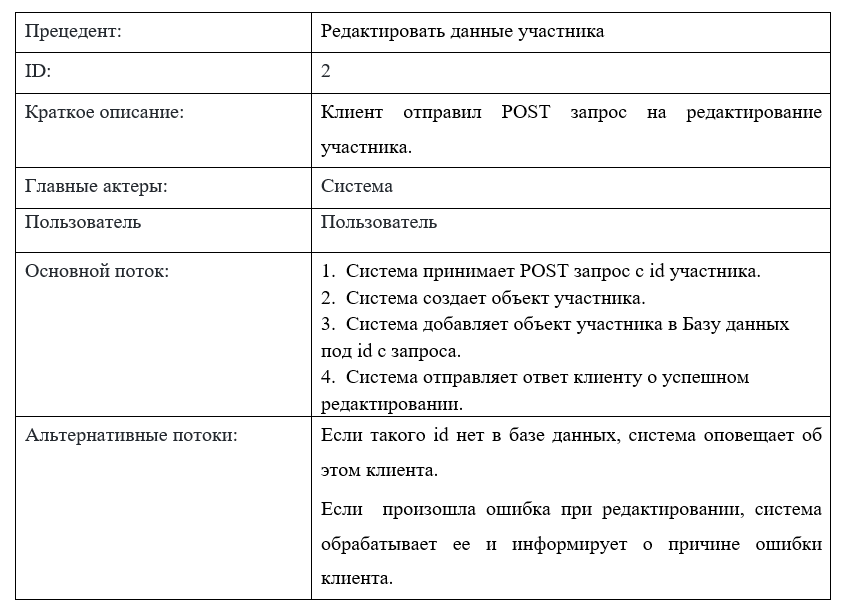 Прецедент:
Редактировать данные участника
ID:
2
Краткое описание:
Клиент отправил POST запрос на редактирование
участника.
Главные актеры:
Система
Пользователь
Пользователь
Основной поток:
1. Система принимает POST запрос с id участника.
2. Система создает объект участника.
3. Система добавляет объект участника в Базу данных
под id с запроса.
4. Система отправляет ответ клиенту о успешном
редактировании.
Альтернативные потоки:
Если такого id нет в базе данных, система оповещает об
этом клиента.
Если произошла ошибка при редактировании, система
обрабатывает ее и информирует о причине ошибки
клиента.